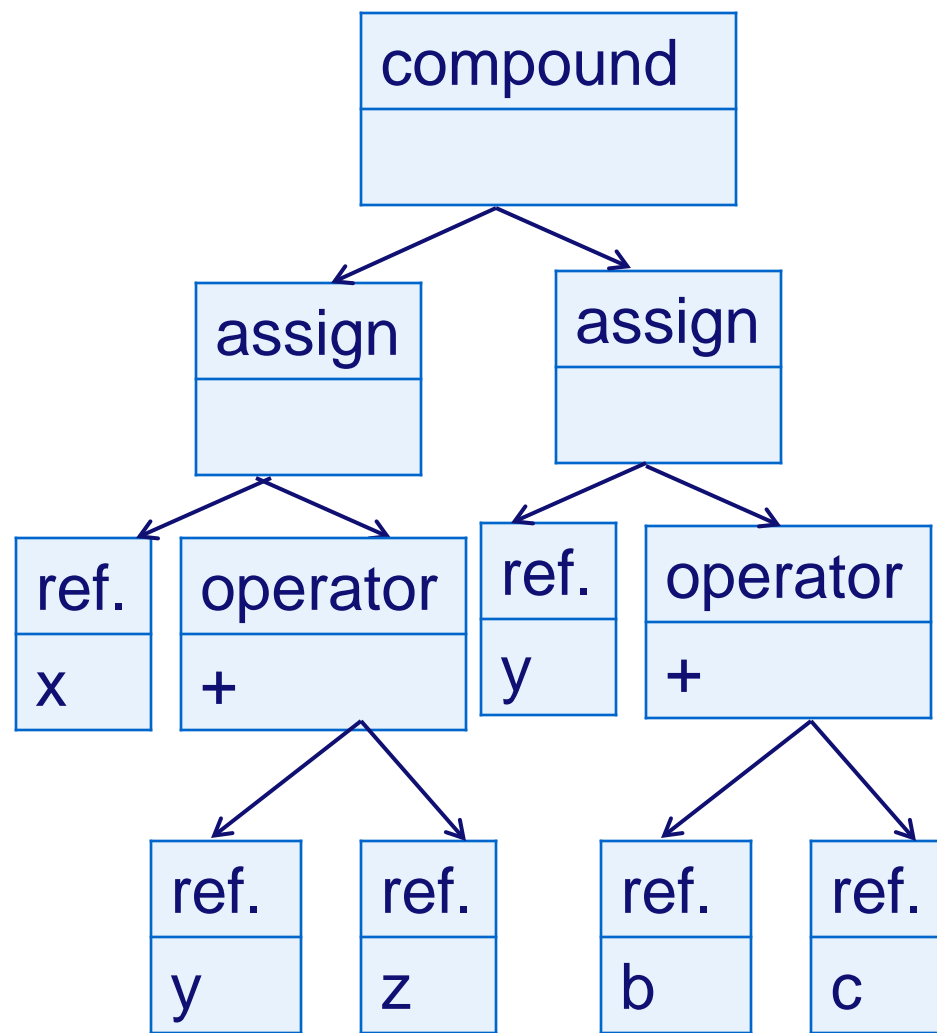 compound
assign
assign
ref.
x
operator
+
ref.
y
operator
+
ref.
y
ref.
z
ref.
b
ref.
c